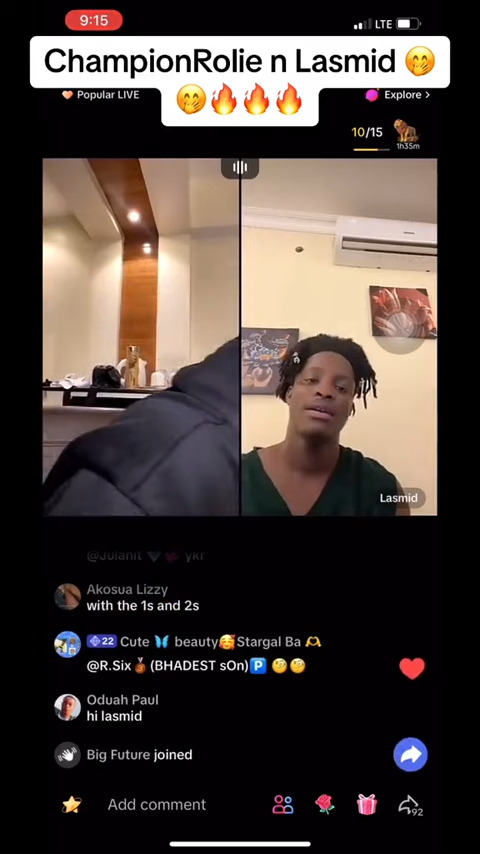 9:15
LTE
ChampionRolie n Lasmid 🤭
🤭🔥🔥🔥
Popular LIVE
Explore >
10/15
1h35m
Lasmid
ykr
Akosua Lizzy
with the 1s and 2s
22 Cute 🦋 beauty🥰Stargal Ba 🫶
@R.Six (BHADEST sOn)🅿️ 🧐🧐
Oduah Paul
hi lasmid
Big Future joined
Add comment
92